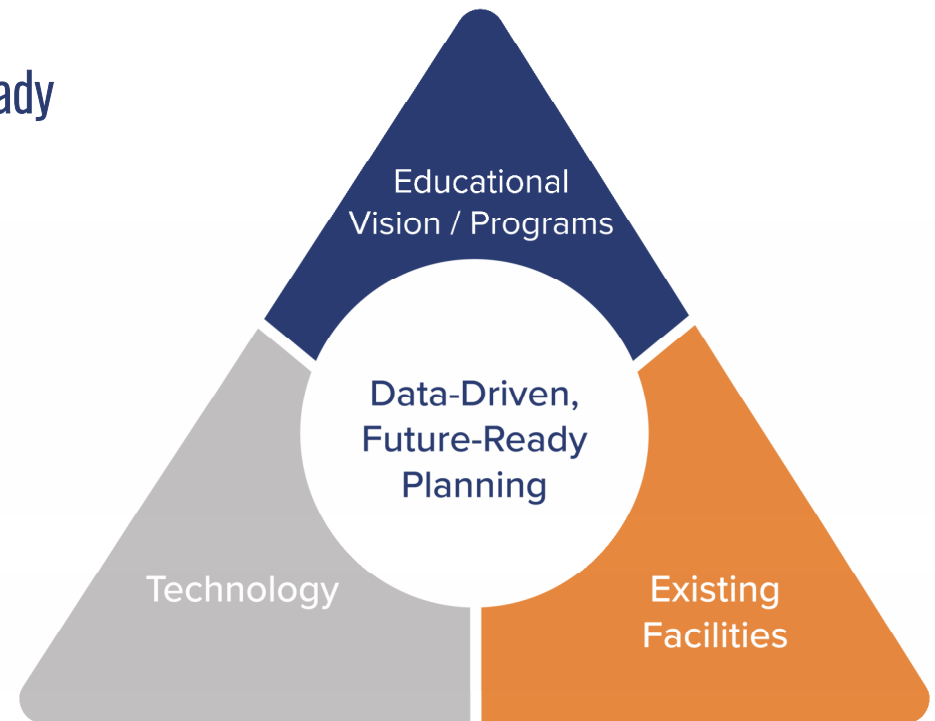 ady
Educational
Vision / Programs
Data-Driven,
Future-Ready
Planning
Technology
Existing
Facilities